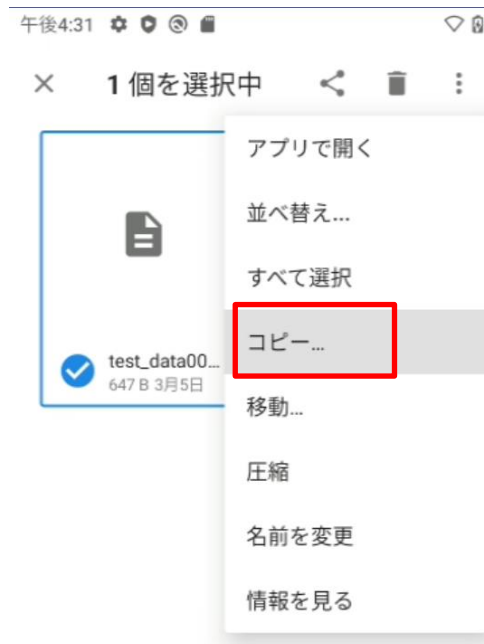 午後4:31
1 個を選択中
アプリで開く
並べ替え...
すべて選択
コピー...
test_data00...
647 B 3月5日
移動...
圧縮
名前を変更
情報を見る